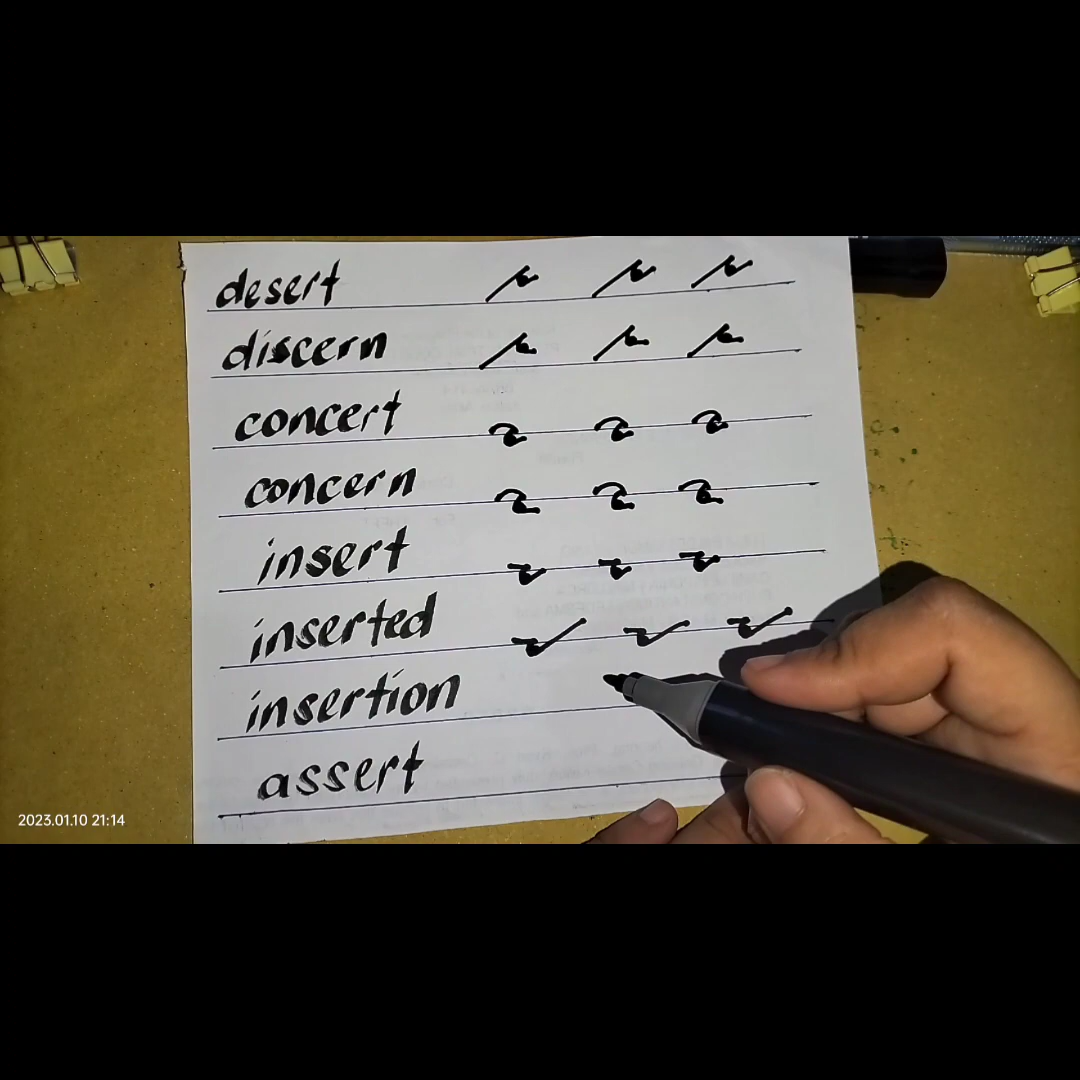 desert
discern
concert
concern
insert
inserted
insertion
assert
2023.01.10 21:14